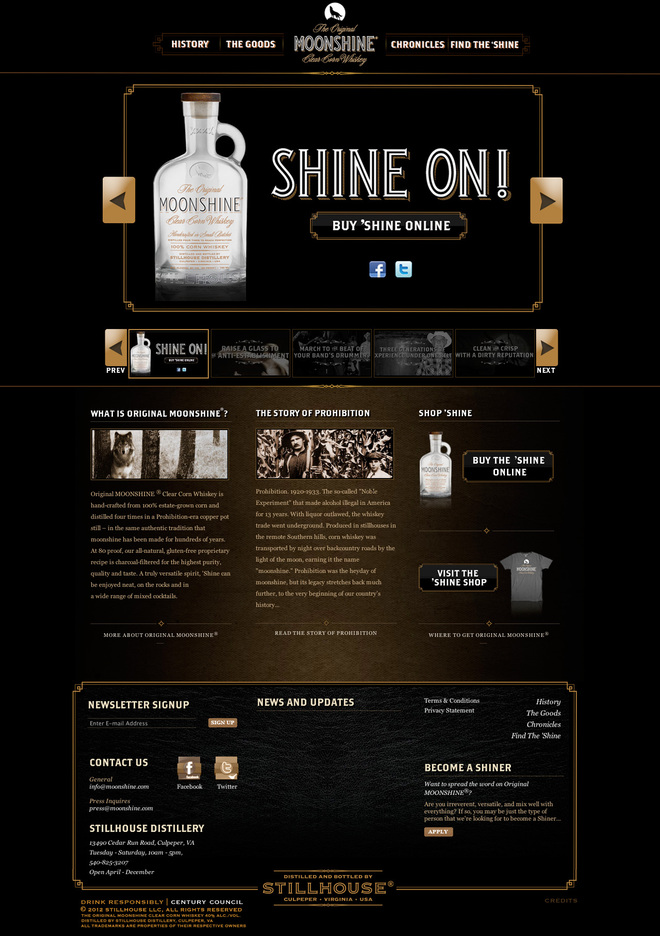 HISTORY
THE GOODS
The Original
MOONSHINE
Clear Corn Whiskey
CHRONICLES
FIND THE 'SHINE
The Original
MOONSHINE
Clear Corn Whiskey
100% CORN WHISKEY
STILLHOUSE DISTILLERY
SHINE ON!
BUY 'SHINE ONLINE
PREV
SHINE ON!
RAISE A GLASS TO
ANTI-ESTABLISHMENT
MARCH TO THE BEAT OF
YOUR BAND'S DRUMMER
CLEAN AND CRISP
WITH A DIRTY REPUTATION
NEXT
WHAT IS ORIGINAL MOONSHINE®?
Original MOONSHINE ® Clear Corn Whiskey is
hand-crafted from 100% estate-grown corn and
distilled four times in a Prohibition-era copper pot
still – in the same authentic tradition that
moonshine has been made for hundreds of years.
At 80 proof, our all-natural, gluten-free proprietary
recipe is charcoal-filtered for the highest purity,
quality and taste. A truly versatile spirit, 'Shine can
be enjoyed neat, on the rocks and in
a wide range of mixed cocktails.
MORE ABOUT ORIGINAL MOONSHINE®
THE STORY OF PROHIBITION
Prohibition. 1920-1933. The so-called "Noble
Experiment" that made alcohol illegal in America
for 13 years. With liquor outlawed, the whiskey
trade went underground. Produced in stillhouses in
the remote Southern hills, corn whiskey was
transported by night over backcountry roads by the
light of the moon, earning it the name
"moonshine." Prohibition was the heyday of
moonshine, but its legacy stretches back much
further, to the very beginning of our country's
history...
READ THE STORY OF PROHIBITION
SHOP 'SHINE
BUY THE 'SHINE
ONLINE
VISIT THE
'SHINE SHOP
WHERE TO GET ORIGINAL MOONSHINE®
NEWSLETTER SIGNUP
Enter E-mail Address
SIGN UP
NEWS AND UPDATES
Terms & Conditions
Privacy Statement
History
The Goods
Chronicles
Find The 'Shine
CONTACT US
General
info@moonshine.com
Press Inquires
press@moonshine.com
Facebook
Twitter
STILLHOUSE DISTILLERY
13490 Cedar Run Road, Culpeper, VA
Tuesday - Saturday, 10am - 5pm,
540-825-3207
Open April - December
BECOME A SHINER
Want to spread the word on Original
MOONSHINE®?
Are you irreverent, versatile, and mix well with
everything? If so, you may be just the type of
person that we're looking for to become a Shiner...
APPLY
DISTILLED AND BOTTLED BY
STILLHOUSE®
CULPEPER • VIRGINIA • USA
DRINK RESPONSIBLY | CENTURY COUNCIL
© 2012 STILLHOUSE LLC, ALL RIGHTS RESERVED
THE ORIGINAL MOONSHINE CLEAR CORN WHISKEY 40% ALC./VOL.
DISTILLED BY STILLHOUSE DISTILLERY, CULPEPER, VA
ALL TRADEMARKS ARE PROPERTIES OF THEIR RESPECTIVE OWNERS
CREDITS